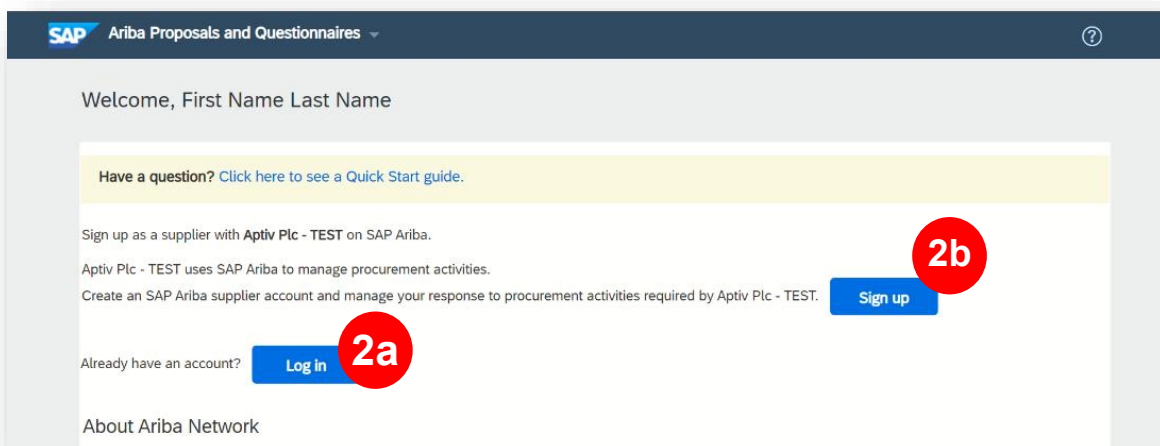 SAP Ariba Proposals and Questionnaires ?
Welcome, First Name Last Name
Have a question? Click here to see a Quick Start guide.
Sign up as a supplier with Aptiv Plc - TEST on SAP Ariba.
2b
Aptiv Plc - TEST uses SAP Ariba to manage procurement activities.
Create an SAP Ariba supplier account and manage your response to procurement activities required by Aptiv Plc - TEST. Sign up
Already have an account? Log in 2a
About Ariba Network